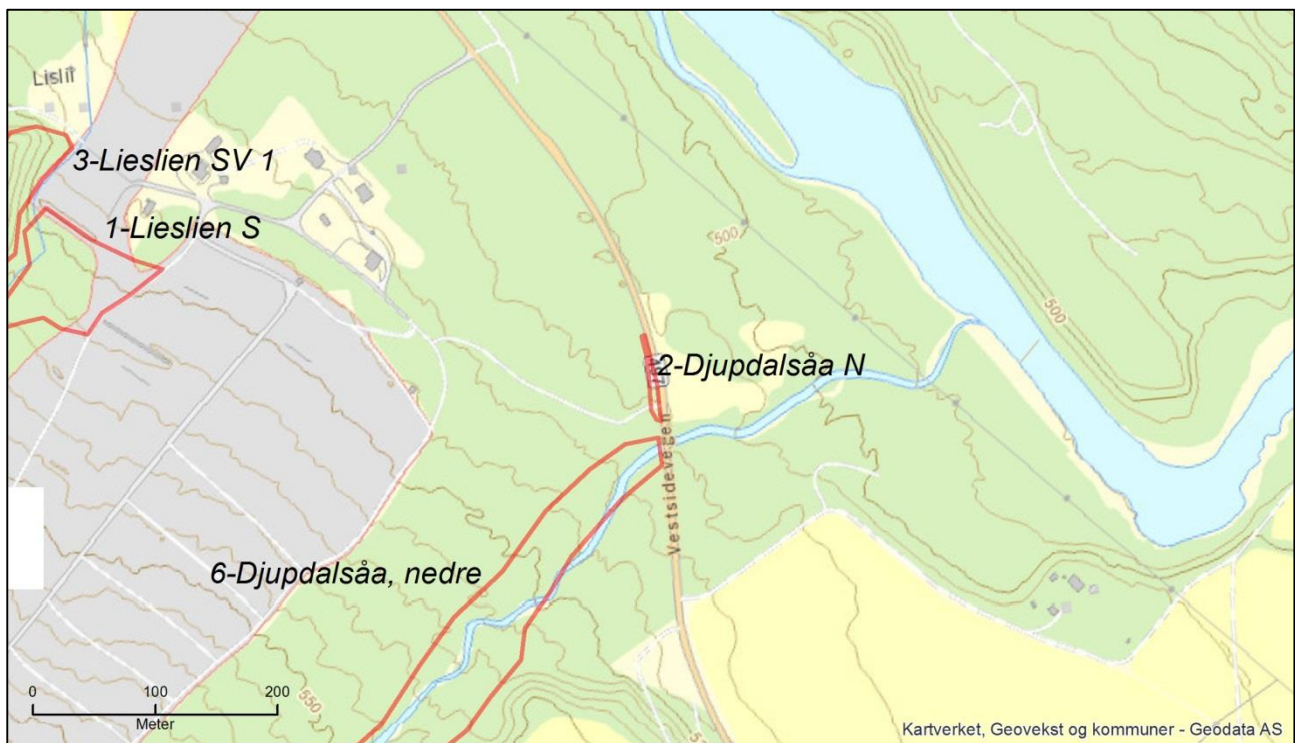 Lislii
3-Lieslien SV 1
1-Lieslien S
500
500
2-Djupdalsåa N
Vestsidevegen
6-Djupdalsåa, nedre
550
0 100 200
Meter
Kartverket, Geovekst og kommuner - Geodata AS